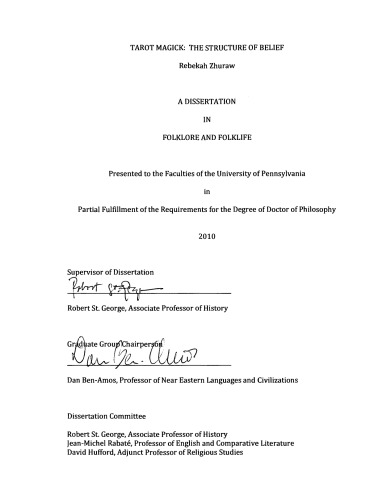 TAROT MAGICK: THE STRUCTURE OF BELIEF
Rebekah Zhuraw
A DISSERTATION
IN
FOLKLORE AND FOLKLIFE
Presented to the Faculties of the University of Pennsylvania
in
Partial Fulfillment of the Requirements for the Degree of Doctor of Philosophy
2010
Supervisor of Dissertation
Robert St. George
Robert St. George, Associate Professor of History
Graduate Group Chairperson
Dan Ben-Amos
Dan Ben-Amos, Professor of Near Eastern Languages and Civilizations
Dissertation Committee
Robert St. George, Associate Professor of History
Jean-Michel Rabaté, Professor of English and Comparative Literature
David Hufford, Adjunct Professor of Religious Studies